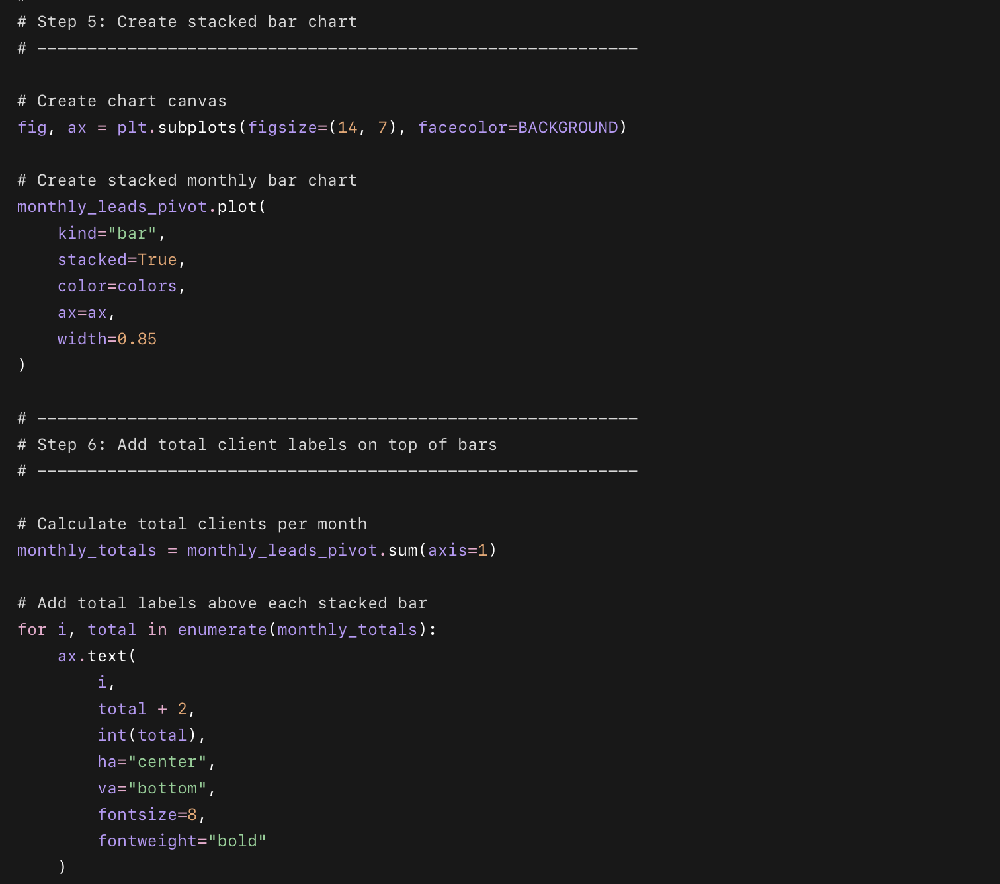 # Step 5: Create stacked bar chart
# ------------------------------------------------------------
# Create chart canvas
fig, ax = plt.subplots(figsize=(14, 7), facecolor=BACKGROUND)
# Create stacked monthly bar chart
monthly_leads_pivot.plot(
    kind="bar",
    stacked=True,
    color=colors,
    ax=ax,
    width=0.85
)
# ------------------------------------------------------------
# Step 6: Add total client labels on top of bars
# ------------------------------------------------------------
# Calculate total clients per month
monthly_totals = monthly_leads_pivot.sum(axis=1)
# Add total labels above each stacked bar
for i, total in enumerate(monthly_totals):
    ax.text(
        i,
        total + 2,
        int(total),
        ha="center",
        va="bottom",
        fontsize=8,
        fontweight="bold"
    )